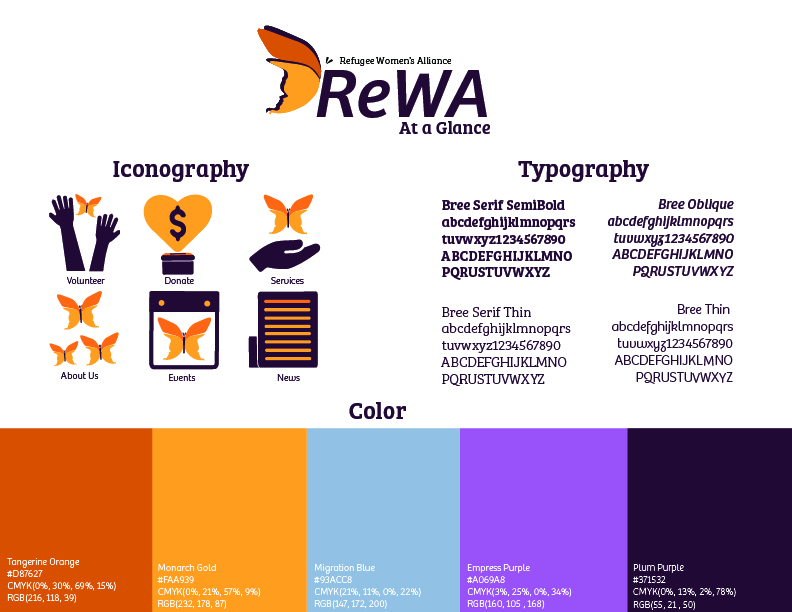 Refugee Women's Alliance
ReWA
At a Glance
Iconography
Volunteer
Donate
Services
About Us
Events
News
Typography
Bree Serif SemiBold
abcdefghijklmnopqrs
tuvwxyz1234567890
ABCDEFGHIJKLMNO
PQRUSTUVWXYZ
Bree Oblique
abcdefghijklmnopqrs
tuvwxyz1234567890
ABCDEFGHIJKLMNO
PQRUSTUVWXYZ
Bree Serif Thin
abcdefghijklmnopqrs
tuvwxyz1234567890
ABCDEFGHIJKLMNO
PQRUSTUVWXYZ
Bree Thin
abcdefghijklmnopqrs
tuvwxyz1234567890
ABCDEFGHIJKLMNO
PQRUSTUVWXYZ
Color
Tangerine Orange
#D87627
CMYK(0%, 30%, 69%, 15%)
RGB(216, 118, 39)
Monarch Gold
#FAA939
CMYK(0%, 21%, 57%, 9%)
RGB(232, 178, 87)
Migration Blue
#93ACC8
CMYK(21%, 11%, 0%, 22%)
RGB(147, 172, 200)
Empress Purple
#A069A8
CMYK(3%, 25%, 0%, 34%)
RGB(160, 105 ,168)
Plum Purple
#371532
CMYK(0%, 13%, 2%, 78%)
RGB(55, 21 , 50)